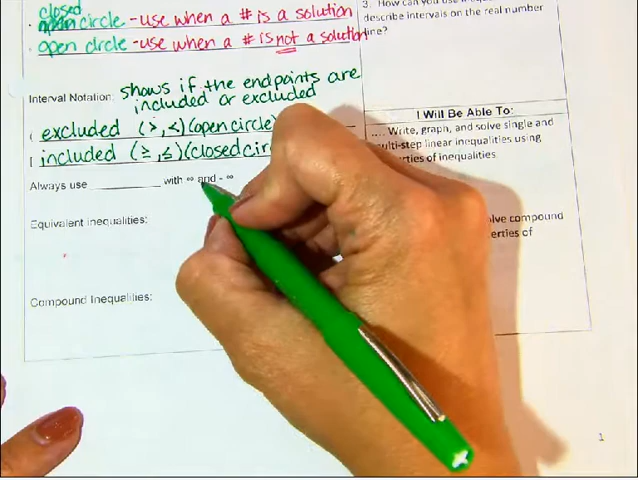 closed
circle - use when a # is a solution
open circle - use when a # is not a solution
Interval Notation: shows if the endpoints are
included or excluded
( excluded (>, <) (open circle)
[ included (≥, ≤) (closed cir
Always use __________ with ∞ and - ∞
Equivalent inequalities:
Compound Inequalities:
3. How can you use
describe intervals on the real number
line?
I Will Be Able To:
.... Write, graph, and solve single and
multi-step linear inequalities using
properties of inequalities
solve compound
erties of
1